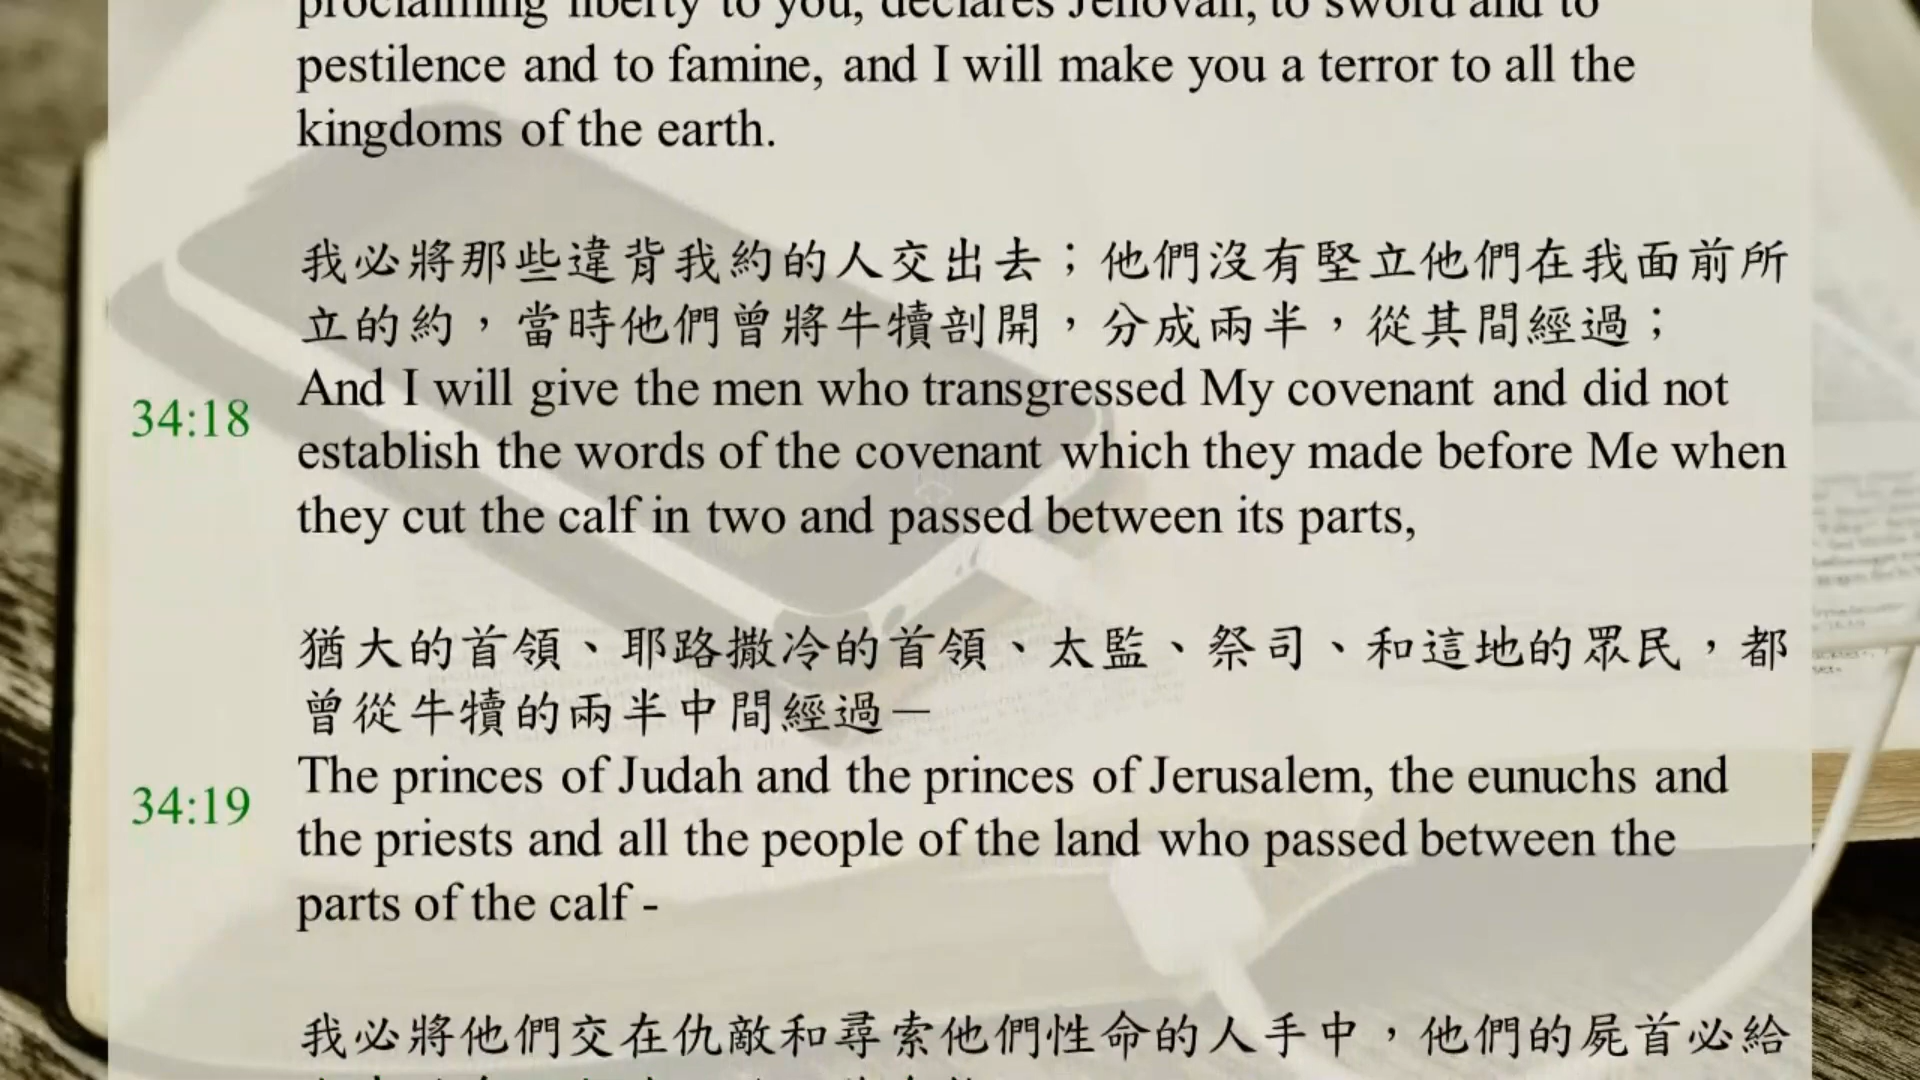 proclaiming liberty to you, declares Jehovah, to sword and to
pestilence and to famine, and I will make you a terror to all the
kingdoms of the earth.
我必將那些違背我約的人交出去；他們沒有堅立他們在我面前所
立的約，當時他們曾將牛犢剖開，分成兩半，從其間經過；
34:18
And I will give the men who transgressed My covenant and did not
establish the words of the covenant which they made before Me when
they cut the calf in two and passed between its parts,
猶大的首領、耶路撒冷的首領、太監、祭司、和這地的眾民，都
曾從牛犢的兩半中間經過－
34:19
The princes of Judah and the princes of Jerusalem, the eunuchs and
the priests and all the people of the land who passed between the
parts of the calf -
我必將他們交在仇敵和尋索他們性命的人手中，他們的屍首必給